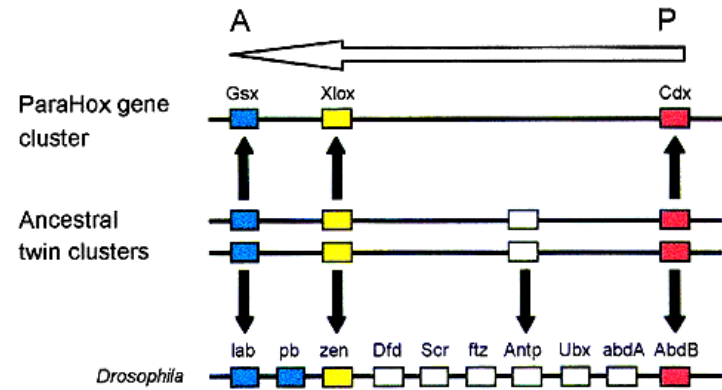 A P
Gsx Xlox Cdx
ParaHox gene
cluster
Ancestral
twin clusters
lab pb zen Dfd Scr ftz Antp Ubx abdA AbdB
Drosophila